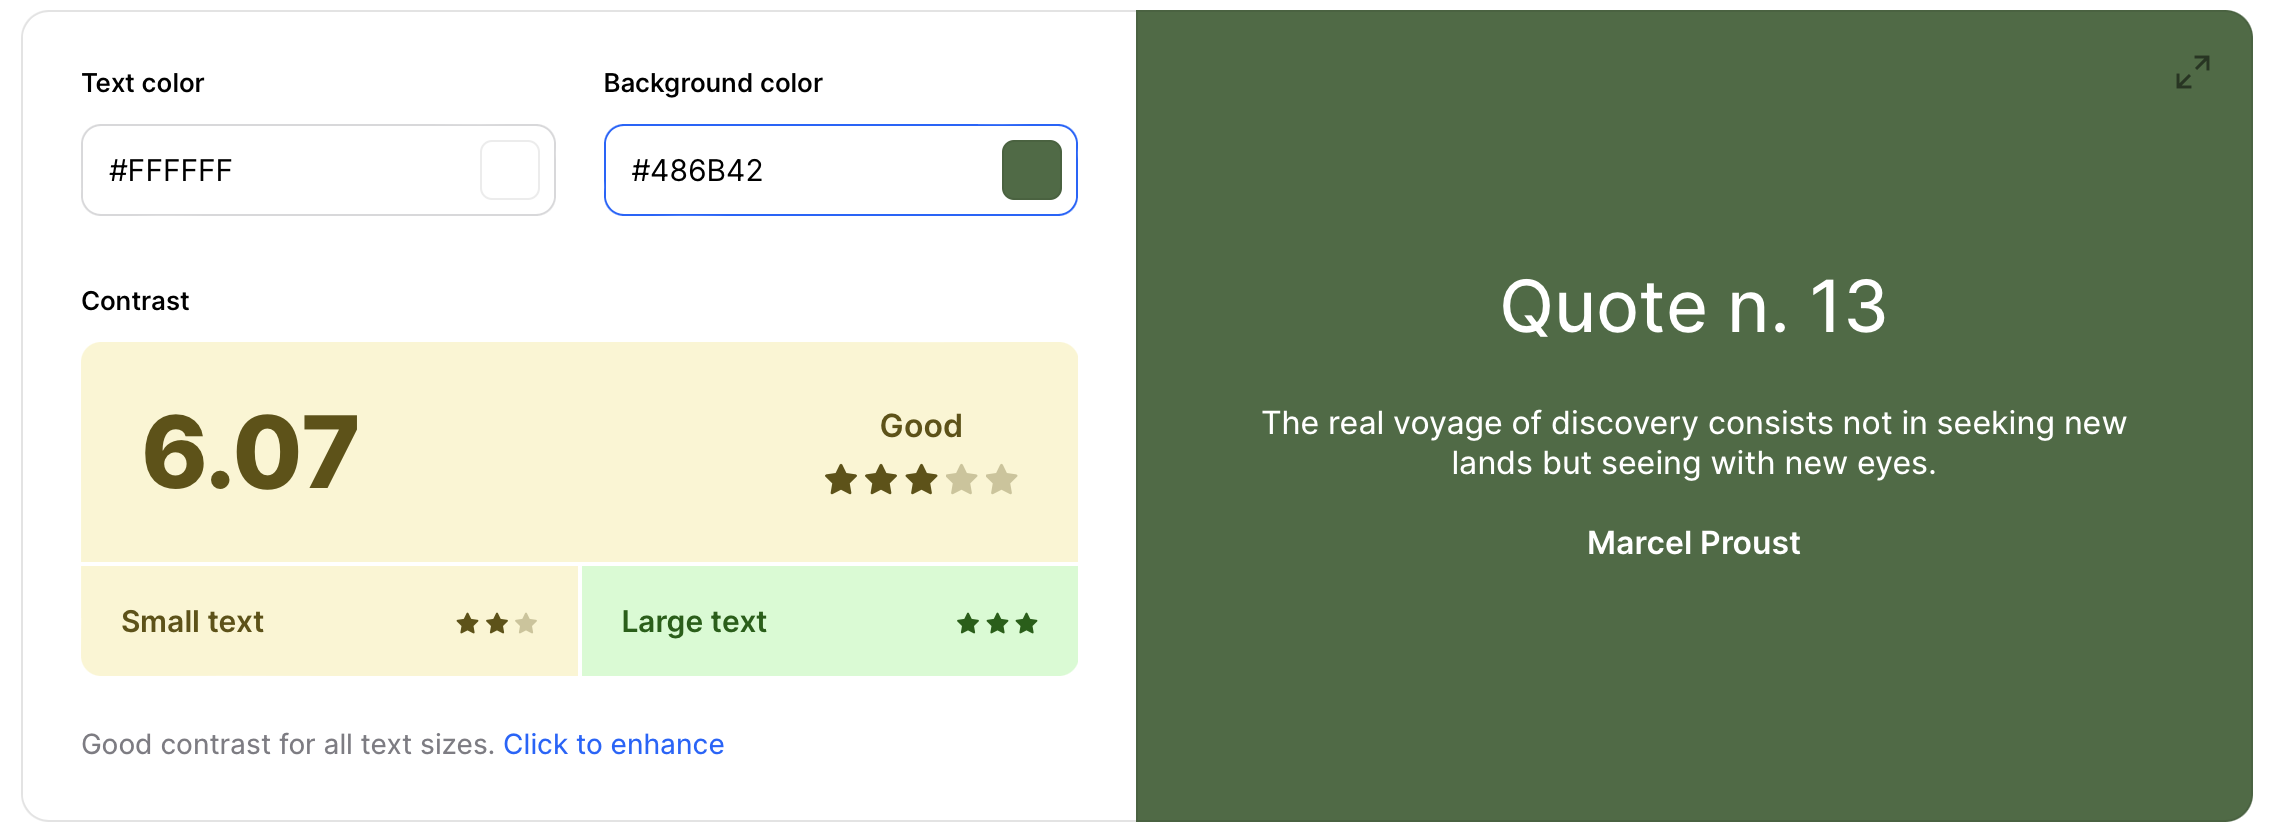 Text color
Background color
#FFFFFF
#486B42
Contrast
6.07
Good
Small text
Large text
Good contrast for all text sizes. Click to enhance
Quote n. 13
The real voyage of discovery consists not in seeking new
lands but seeing with new eyes.
Marcel Proust